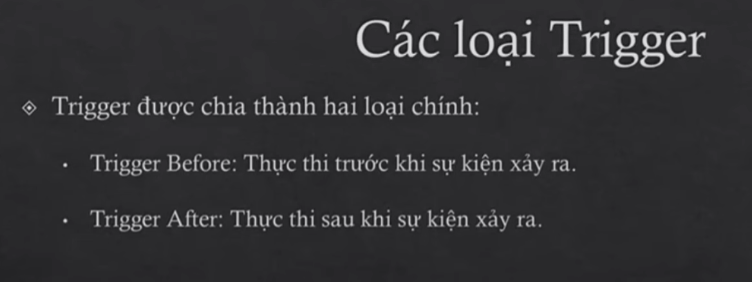 Các loại Trigger
Trigger được chia thành hai loại chính:
• Trigger Before: Thực thi trước khi sự kiện xảy ra.
• Trigger After: Thực thi sau khi sự kiện xảy ra.